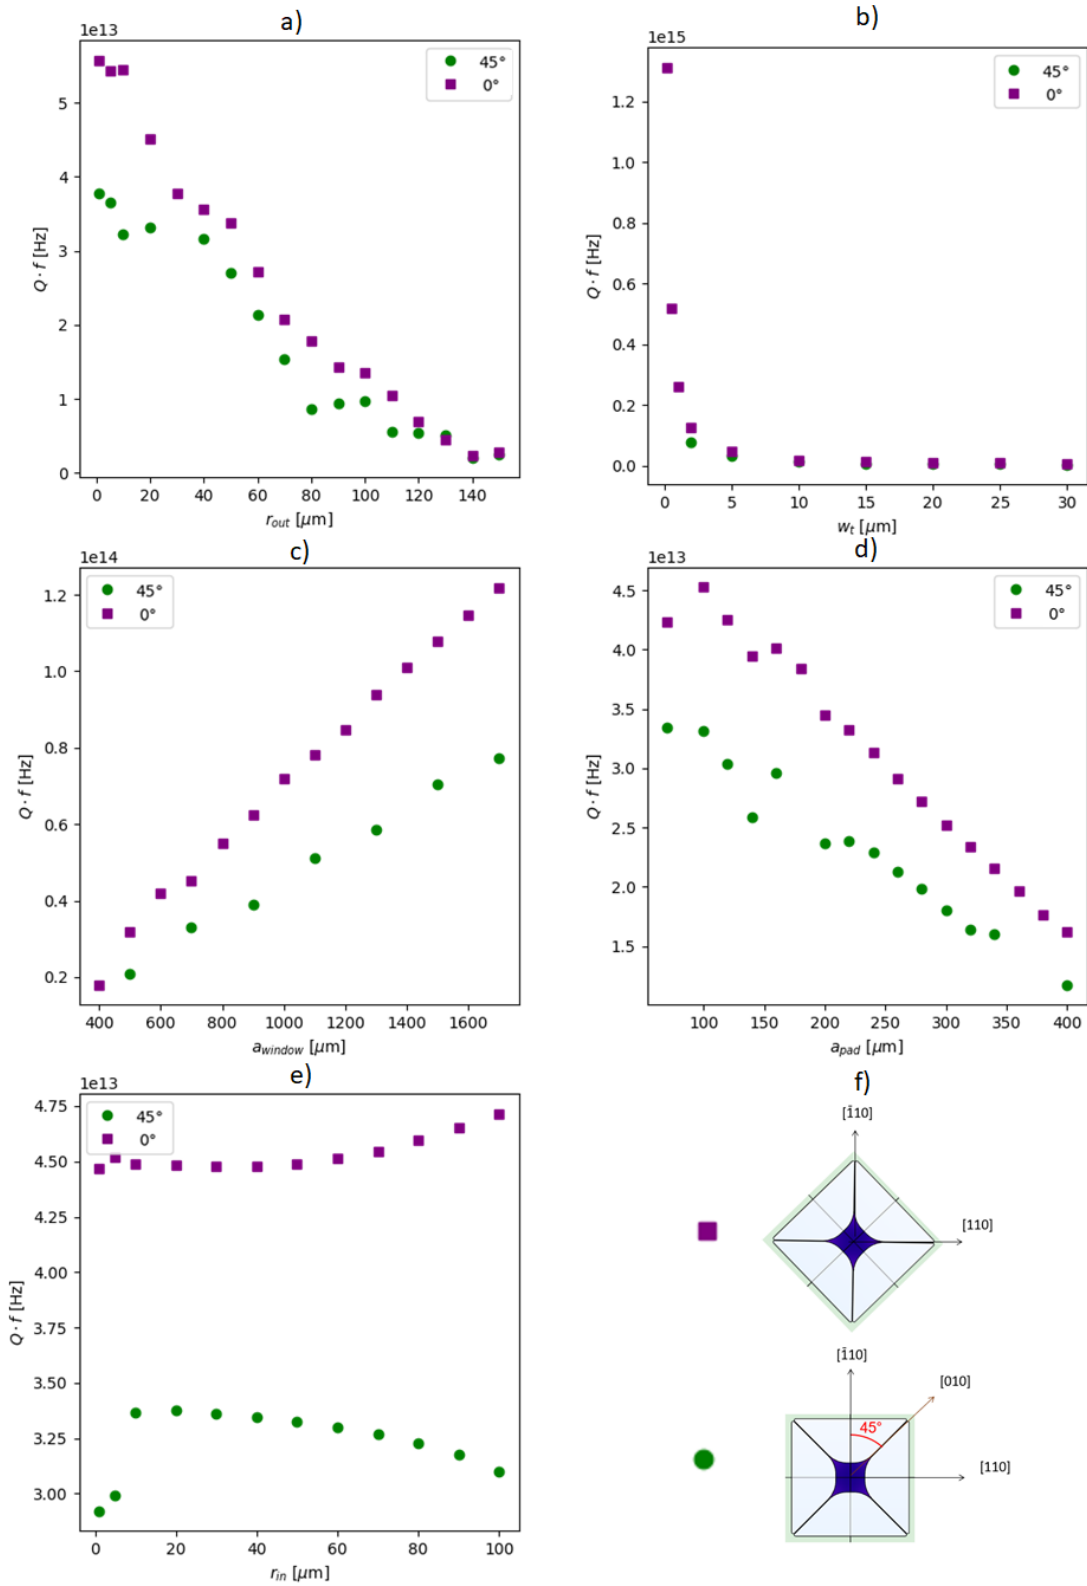 a)
1e13
45°
0°
5
4
3
2
1
0
Q · f [Hz]
0 20 40 60 80 100 120 140
r_out [μm]
b)
1e15
45°
0°
1.2
1.0
0.8
0.6
0.4
0.2
0.0
Q · f [Hz]
0 5 10 15 20 25 30
w_t [μm]
c)
1e14
45°
0°
1.2
1.0
0.8
0.6
0.4
0.2
Q · f [Hz]
400 600 800 1000 1200 1400 1600
a_window [μm]
d)
1e13
45°
0°
4.5
4.0
3.5
3.0
2.5
2.0
1.5
Q · f [Hz]
100 150 200 250 300 350 400
a_pad [μm]
e)
1e13
45°
0°
4.75
4.50
4.25
4.00
3.75
3.50
3.25
3.00
Q · f [Hz]
0 20 40 60 80 100
r_in [μm]
f)
[1̄10]
[110]
[1̄10]
[010]
45°
[110]